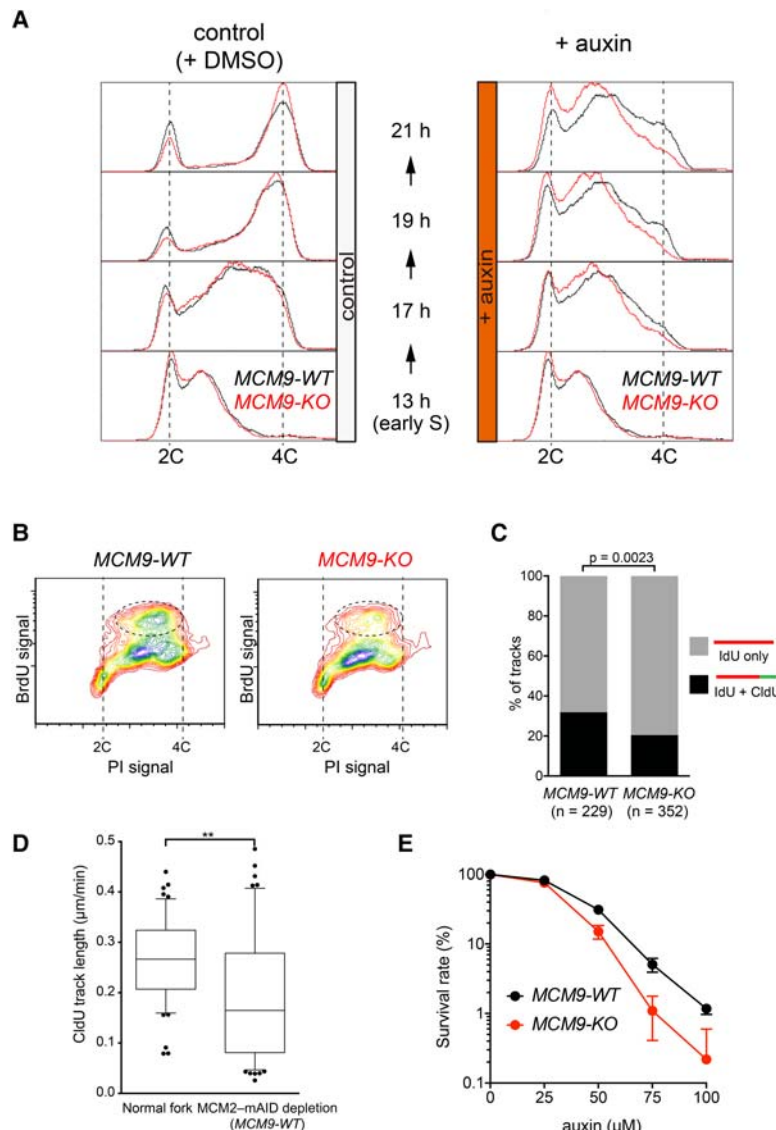 A
control
(+ DMSO)
+ auxin
21 h
19 h
17 h
13 h
(early S)
control
+ auxin
MCM9-WT
MCM9-KO
MCM9-WT
MCM9-KO
2C 4C
2C 4C
B
MCM9-WT MCM9-KO
BrdU signal
BrdU signal
2C 4C
2C 4C
PI signal
PI signal
C
p = 0.0023
% of tracks
100
80
60
40
20
0
MCM9-WT MCM9-KO
(n = 229) (n = 352)
IdU only
IdU + CldU
D
**
CldU track length (µm/min)
0.5
0.4
0.3
0.2
0.1
0.0
Normal fork MCM2–mAID depletion
(MCM9-WT)
E
Survival rate (%)
100
10
1
0.1
MCM9-WT
MCM9-KO
0 25 50 75 100
auxin (uM)